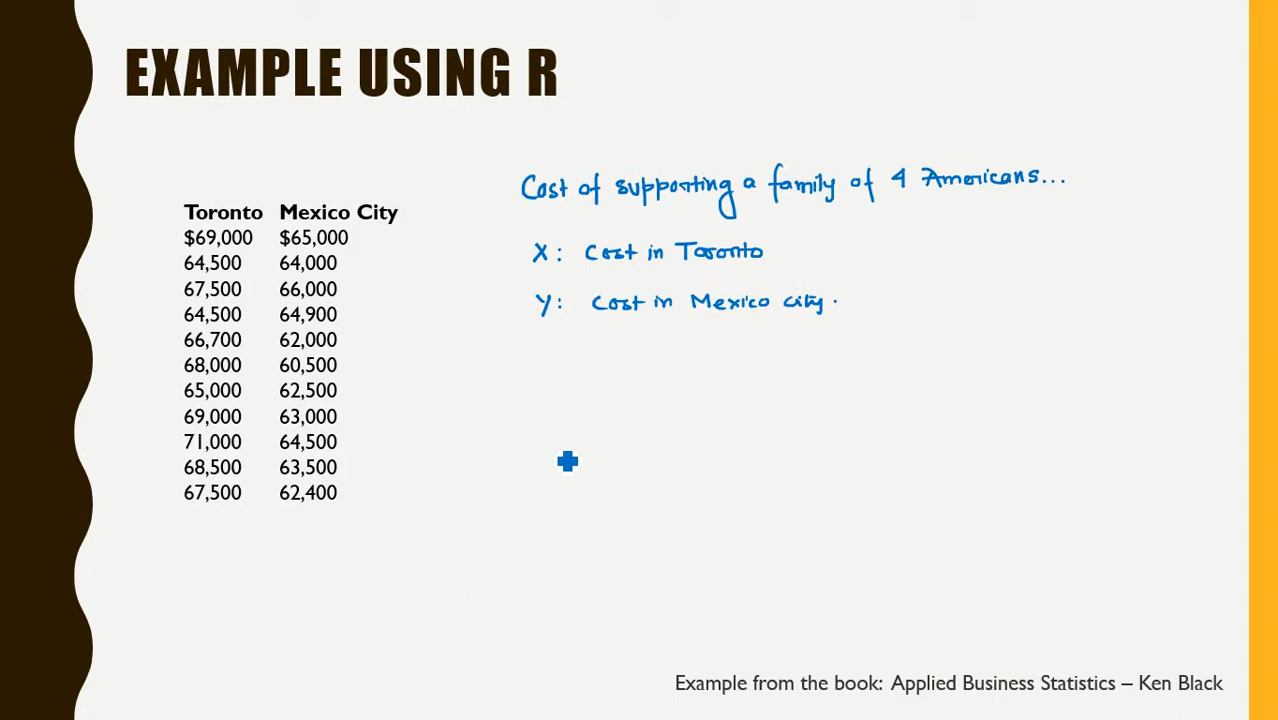 EXAMPLE USING R
Cost of supporting a family of 4 Americans...
Toronto Mexico City
$69,000 $65,000
64,500 64,000
67,500 66,000
64,500 64,900
66,700 62,000
68,000 60,500
65,000 62,500
69,000 63,000
71,000 64,500
68,500 63,500
67,500 62,400
X: Cost in Toronto
Y: Cost in Mexico city.
Example from the book: Applied Business Statistics – Ken Black